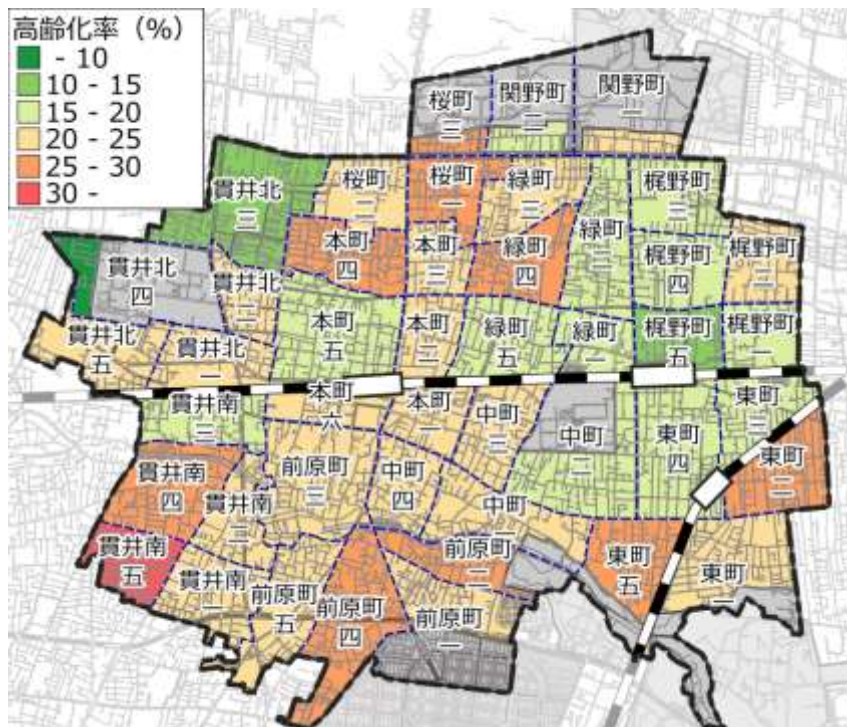 高齢化率（%）
- 10
10 - 15
15 - 20
20 - 25
25 - 30
30 -
桜町
三
関野町
二
関野町
一
貫井北
三
桜町
二
桜町
一
緑町
三
梶野町
三
本町
四
本町
三
緑町
四
緑町
二
梶野町
四
梶野町
二
貫井北
四
貫井北
二
貫井北
五
貫井北
一
本町
五
本町
二
緑町
五
緑町
一
梶野町
五
梶野町
一
貫井南
三
本町
六
本町
一
中町
三
中町
二
東町
四
東町
三
東町
二
貫井南
四
貫井南
二
前原町
三
中町
四
中町
一
貫井南
五
貫井南
一
前原町
五
前原町
四
前原町
二
前原町
一
東町
五
東町
一